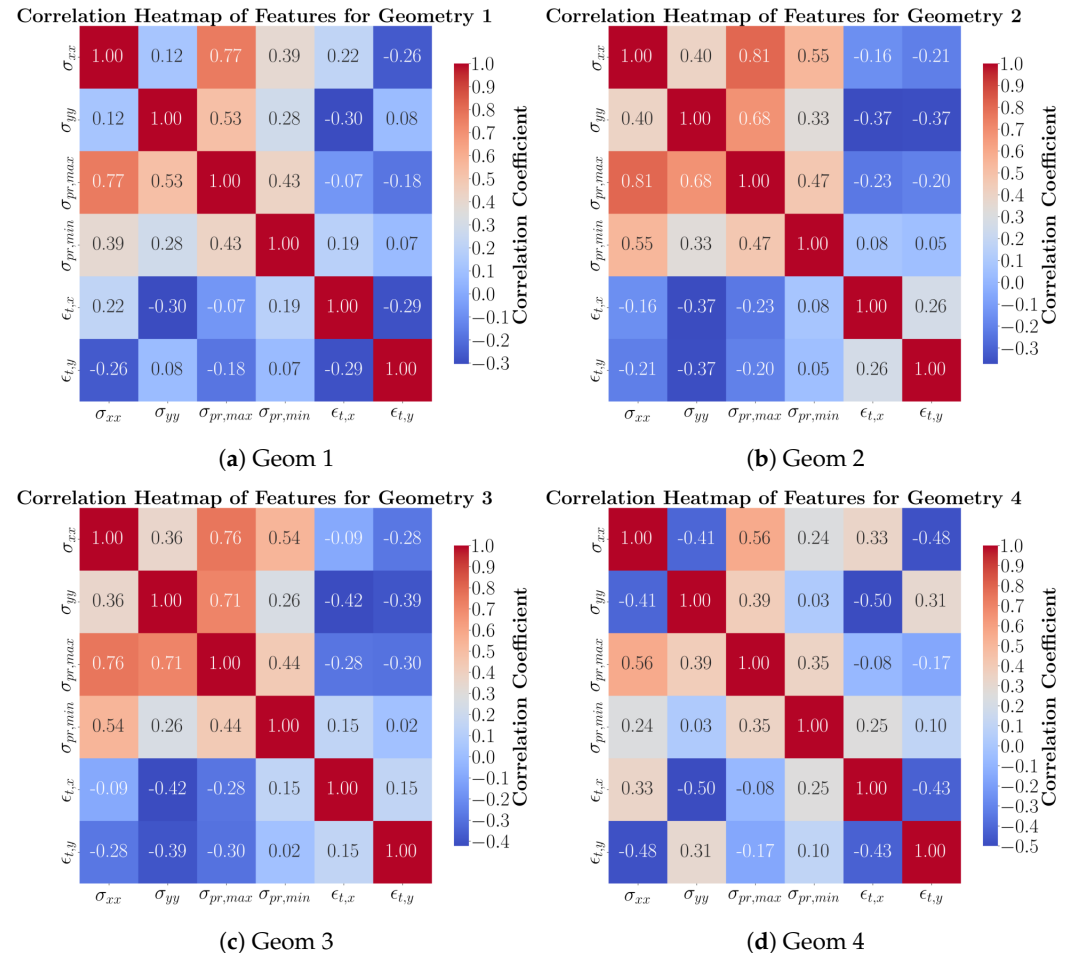 Correlation Heatmap of Features for Geometry 1
σxx 1.00 0.12 0.77 0.39 0.22 -0.26
σyy 0.12 1.00 0.53 0.28 -0.30 0.08
σpr,max 0.77 0.53 1.00 0.43 -0.07 -0.18
σpr,min 0.39 0.28 0.43 1.00 0.19 0.07
ϵt,x 0.22 -0.30 -0.07 0.19 1.00 -0.29
ϵt,y -0.26 0.08 -0.18 0.07 -0.29 1.00
σxx σyy σpr,max σpr,min ϵt,x ϵt,y
1.0
0.9
0.8
0.7
0.6
0.5
0.4
0.3
0.2
0.1
0.0
−0.1
−0.2
−0.3
Correlation Coefficient
(a) Geom 1
Correlation Heatmap of Features for Geometry 2
σxx 1.00 0.40 0.81 0.55 -0.16 -0.21
σyy 0.40 1.00 0.68 0.33 -0.37 -0.37
σpr,max 0.81 0.68 1.00 0.47 -0.23 -0.20
σpr,min 0.55 0.33 0.47 1.00 0.08 0.05
ϵt,x -0.16 -0.37 -0.23 0.08 1.00 0.26
ϵt,y -0.21 -0.37 -0.20 0.05 0.26 1.00
σxx σyy σpr,max σpr,min ϵt,x ϵt,y
1.0
0.9
0.8
0.7
0.6
0.5
0.4
0.3
0.2
0.1
0.0
−0.1
−0.2
−0.3
Correlation Coefficient
(b) Geom 2
Correlation Heatmap of Features for Geometry 3
σxx 1.00 0.36 0.76 0.54 -0.09 -0.28
σyy 0.36 1.00 0.71 0.26 -0.42 -0.39
σpr,max 0.76 0.71 1.00 0.44 -0.28 -0.30
σpr,min 0.54 0.26 0.44 1.00 0.15 0.02
ϵt,x -0.09 -0.42 -0.28 0.15 1.00 0.15
ϵt,y -0.28 -0.39 -0.30 0.02 0.15 1.00
σxx σyy σpr,max σpr,min ϵt,x ϵt,y
1.0
0.9
0.8
0.7
0.6
0.5
0.4
0.3
0.2
0.1
0.0
−0.1
−0.2
−0.3
−0.4
Correlation Coefficient
(c) Geom 3
Correlation Heatmap of Features for Geometry 4
σxx 1.00 -0.41 0.56 0.24 0.33 -0.48
σyy -0.41 1.00 0.39 0.03 -0.50 0.31
σpr,max 0.56 0.39 1.00 0.35 -0.08 -0.17
σpr,min 0.24 0.03 0.35 1.00 0.25 0.10
ϵt,x 0.33 -0.50 -0.08 0.25 1.00 -0.43
ϵt,y -0.48 0.31 -0.17 0.10 -0.43 1.00
σxx σyy σpr,max σpr,min ϵt,x ϵt,y
1.0
0.9
0.8
0.7
0.6
0.5
0.4
0.3
0.2
0.1
0.0
−0.1
−0.2
−0.3
−0.4
−0.5
Correlation Coefficient
(d) Geom 4